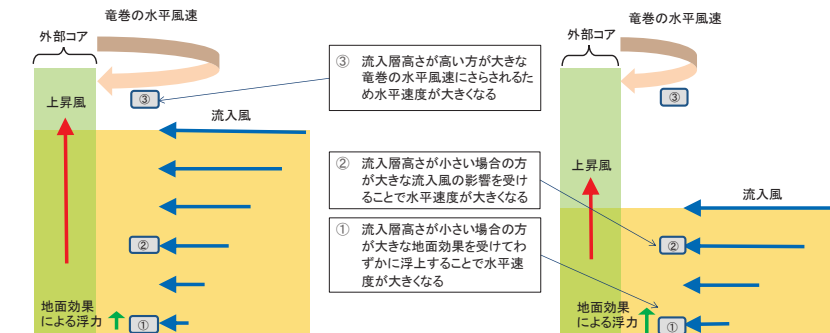 竜巻の水平風速
外部コア
上昇風
③
流入風
②
地面効果
による浮力
①
③ 流入層高さが高い方が大きな
竜巻の水平風速にさらされるた
め水平速度が大きくなる
② 流入層高さが小さい場合の方
が大きな流入風の影響を受け
ることで水平速度が大きくなる
① 流入層高さが小さい場合の方
が大きな地面効果を受けてわ
ずかに浮上することで水平速
度が大きくなる
竜巻の水平風速
外部コア
③
上昇風
流入風
②
地面効果
による浮力
①